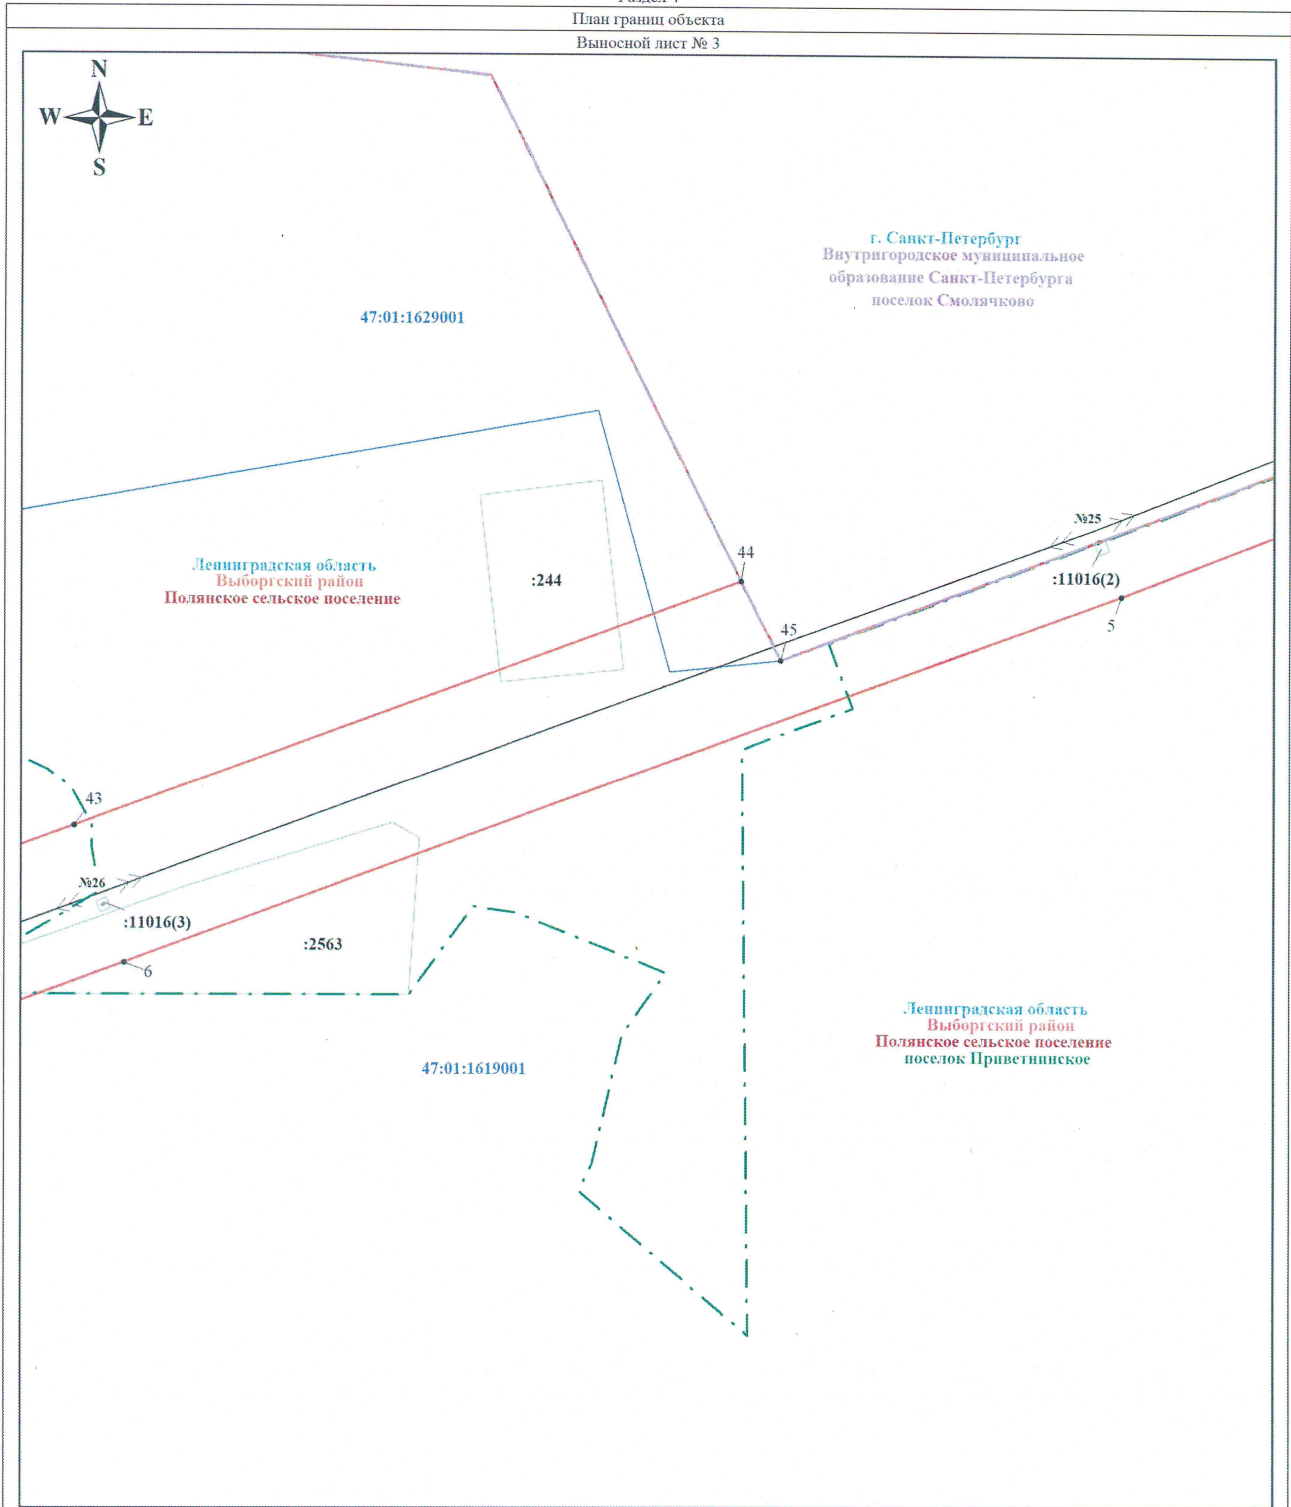 План границ объекта
Выносной лист № 3
N
W E
S
г. Санкт-Петербург
Внутригородское муниципальное
образование Санкт-Петербурга
поселок Смолячково
47:01:1629001
№25
44
Ленинградская область
Выборгский район
Полянское сельское поселение
:244
:11016(2)
5
45
43
№26
:11016(3)
:2563
6
Ленинградская область
Выборгский район
Полянское сельское поселение
поселок Приветнинское
47:01:1619001